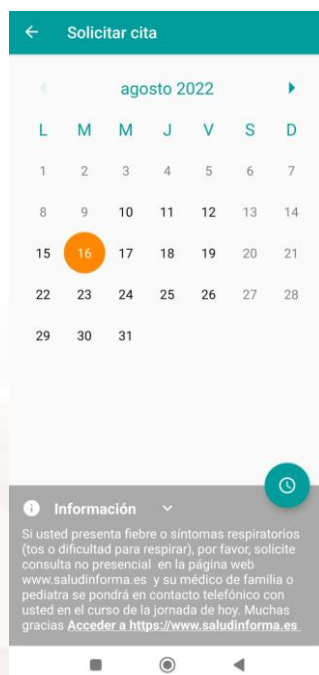 Solicitar cita
agosto 2022
L M M J V S D
1 2 3 4 5 6 7
8 9 10 11 12 13 14
15 16 17 18 19 20 21
22 23 24 25 26 27 28
29 30 31
Información
Si usted presenta fiebre o síntomas respiratorios
(tos o dificultad para respirar), por favor, solicite
consulta no presencial en la página web
www.saludinforma.es y su médico de familia o
pediatra se pondrá en contacto telefónico con
usted en el curso de la jornada de hoy. Muchas
gracias Acceder a https://www.saludinforma.es